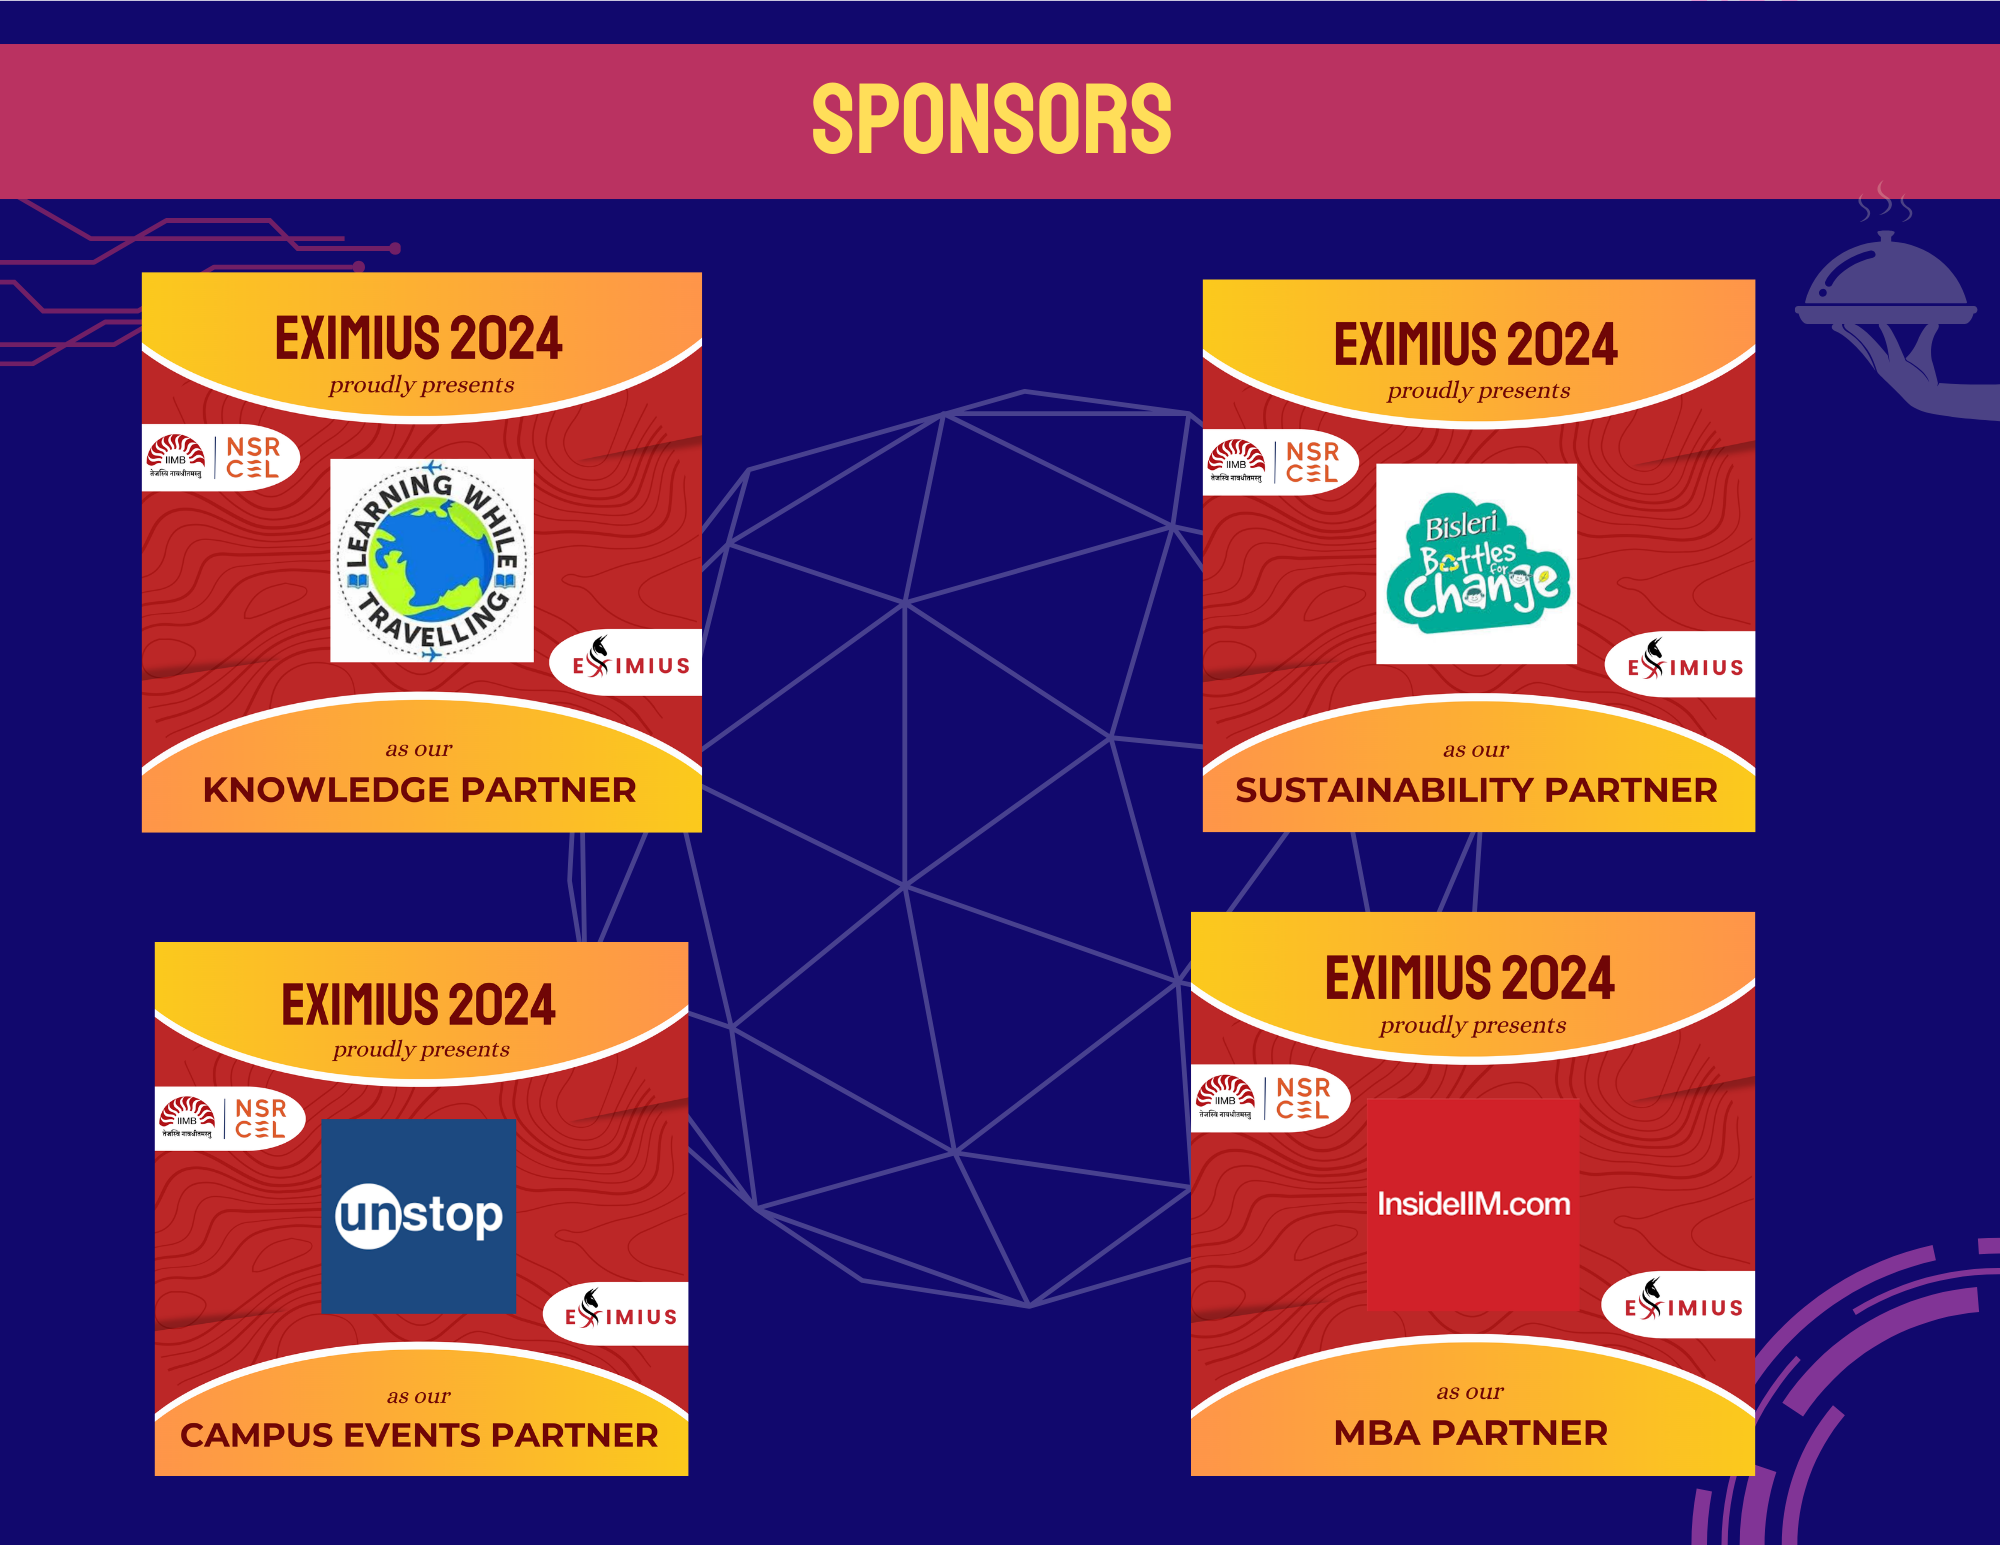 SPONSORS
EXIMIUS 2024
proudly presents
IIMB
तेजस्वि नावधीतमस्तु
NSR
CEL
LEARNING WHILE
TRAVELLING
EXIMIUS
as our
KNOWLEDGE PARTNER
EXIMIUS 2024
proudly presents
IIMB
तेजस्वि नावधीतमस्तु
NSR
CEL
Bisleri
Bottles
for
Change
EXIMIUS
as our
SUSTAINABILITY PARTNER
EXIMIUS 2024
proudly presents
IIMB
तेजस्वि नावधीतमस्तु
NSR
CEL
unstop
EXIMIUS
as our
CAMPUS EVENTS PARTNER
EXIMIUS 2024
proudly presents
IIMB
तेजस्वि नावधीतमस्तु
NSR
CEL
InsideIIM.com
EXIMIUS
as our
MBA PARTNER